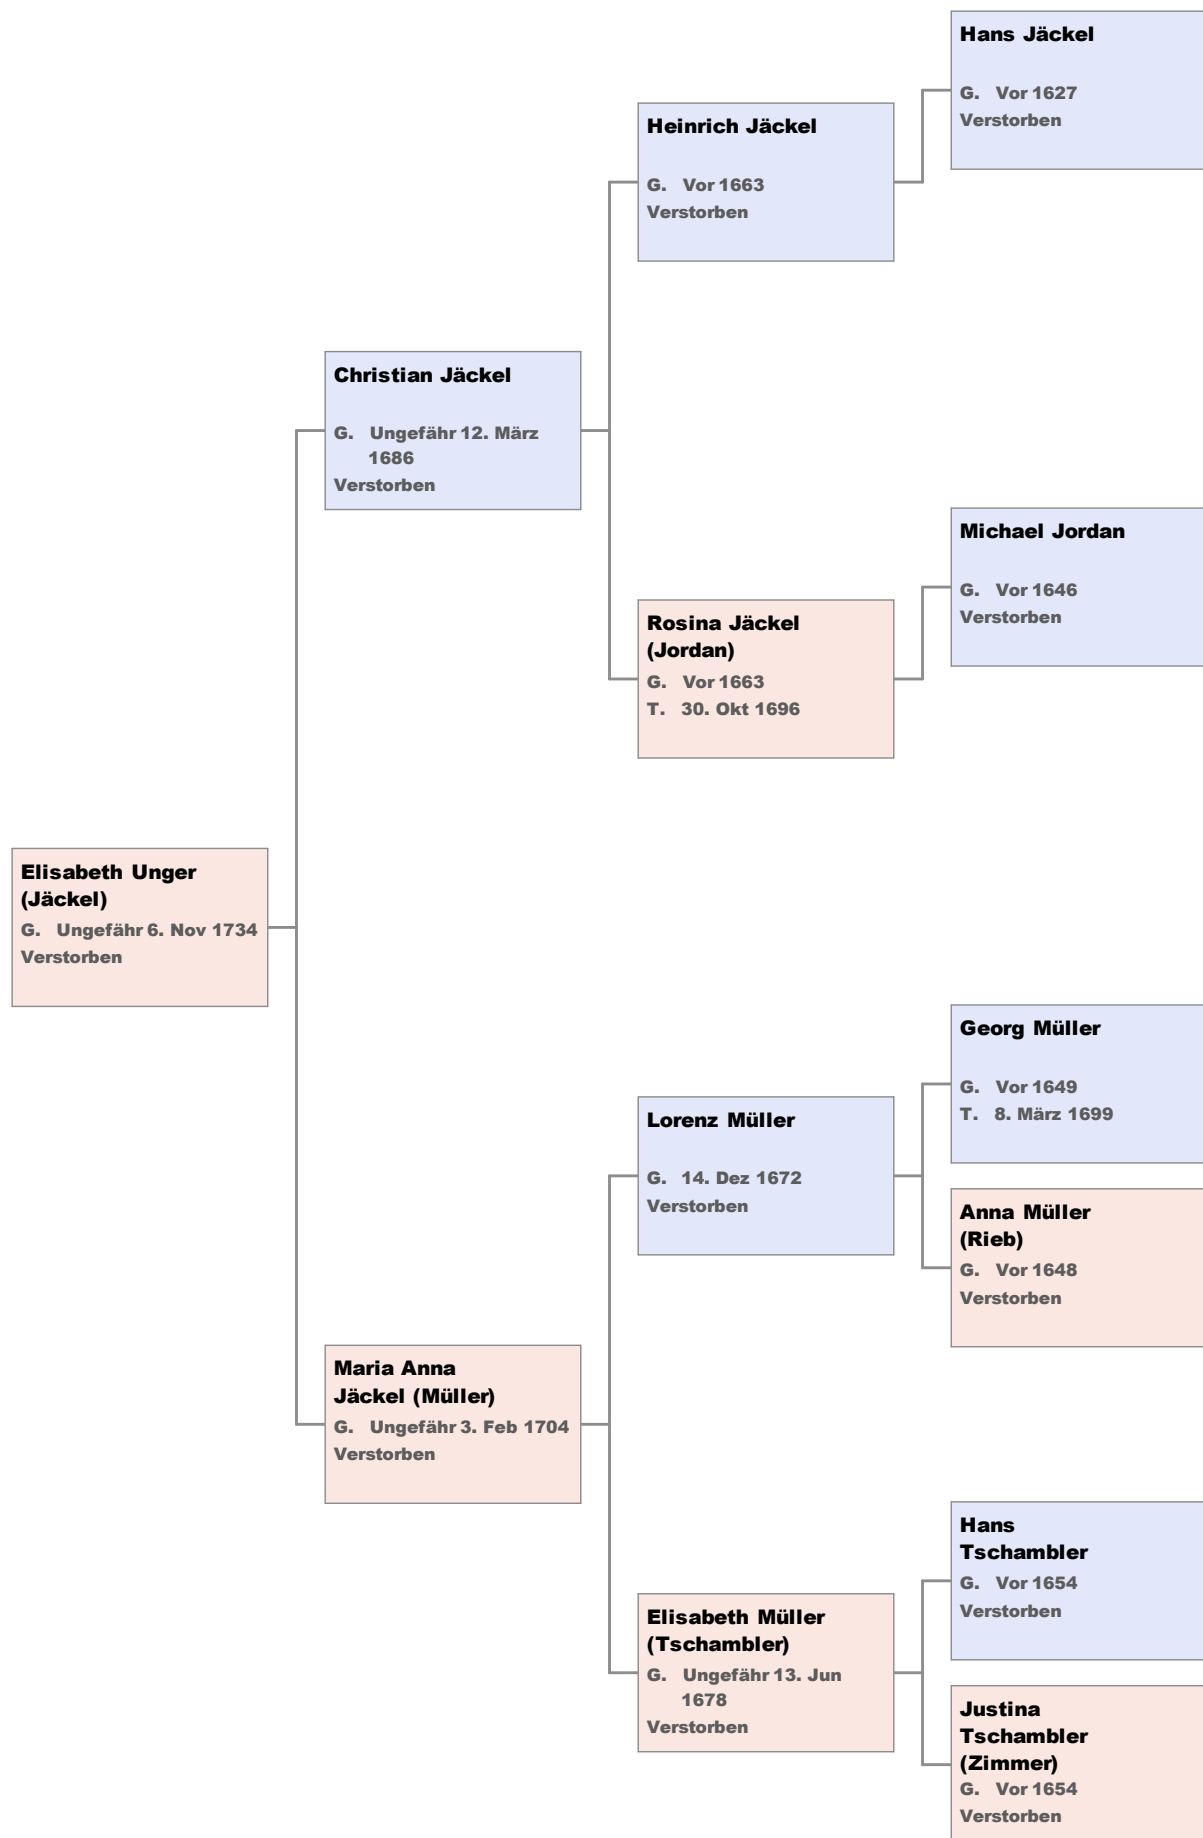 Hans Jäckel
G. Vor 1627
Verstorben
Heinrich Jäckel
G. Vor 1663
Verstorben
Christian Jäckel
G. Ungefähr 12. März
1686
Verstorben
Michael Jordan
G. Vor 1646
Verstorben
Rosina Jäckel
(Jordan)
G. Vor 1663
T. 30. Okt 1696
Elisabeth Unger
(Jäckel)
G. Ungefähr 6. Nov 1734
Verstorben
Georg Müller
G. Vor 1649
T. 8. März 1699
Lorenz Müller
G. 14. Dez 1672
Verstorben
Anna Müller
(Rieb)
G. Vor 1648
Verstorben
Maria Anna
Jäckel (Müller)
G. Ungefähr 3. Feb 1704
Verstorben
Hans
Tschambler
G. Vor 1654
Verstorben
Elisabeth Müller
(Tschambler)
G. Ungefähr 13. Jun
1678
Verstorben
Justina
Tschambler
(Zimmer)
G. Vor 1654
Verstorben